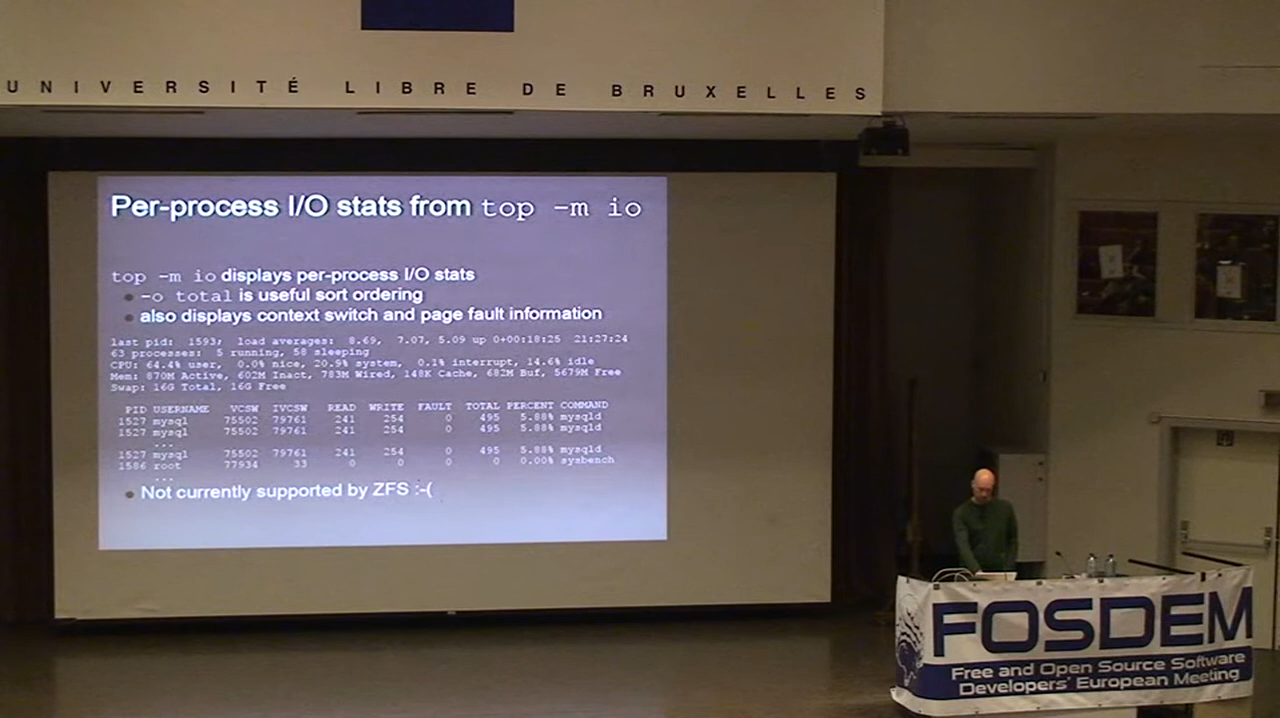 UNIVERSITÉ LIBRE DE BRUXELLES
Per-process I/O stats from top -m io
top -m io displays per-process I/O stats
-o total is useful sort ordering
also displays context switch and page fault information
last pid: 1593; load averages: 8.69, 7.07, 5.09 up 0+00:18:25 21:27:24
63 processes: 5 running, 58 sleeping
CPU: 64.4% user, 0.0% nice, 20.9% system, 0.1% interrupt, 14.6% idle
Mem: 870M Active, 602M Inact, 783M Wired, 148K Cache, 682M Buf, 5679M Free
Swap: 16G Total, 16G Free
PID USERNAME VCSW IVCSW READ WRITE FAULT TOTAL PERCENT COMMAND
1527 mysql 75502 79761 241 254 0 495 5.88% mysqld
1527 mysql 75502 79761 241 254 0 495 5.88% mysqld
...
1527 mysql 75502 79761 241 254 0 495 5.88% mysqld
1586 root 77934 33 0 0 0 0 0.00% sysbench
...
Not currently supported by ZFS :-(
FOSDEM
Free and Open Source Software
Developers' European Meeting